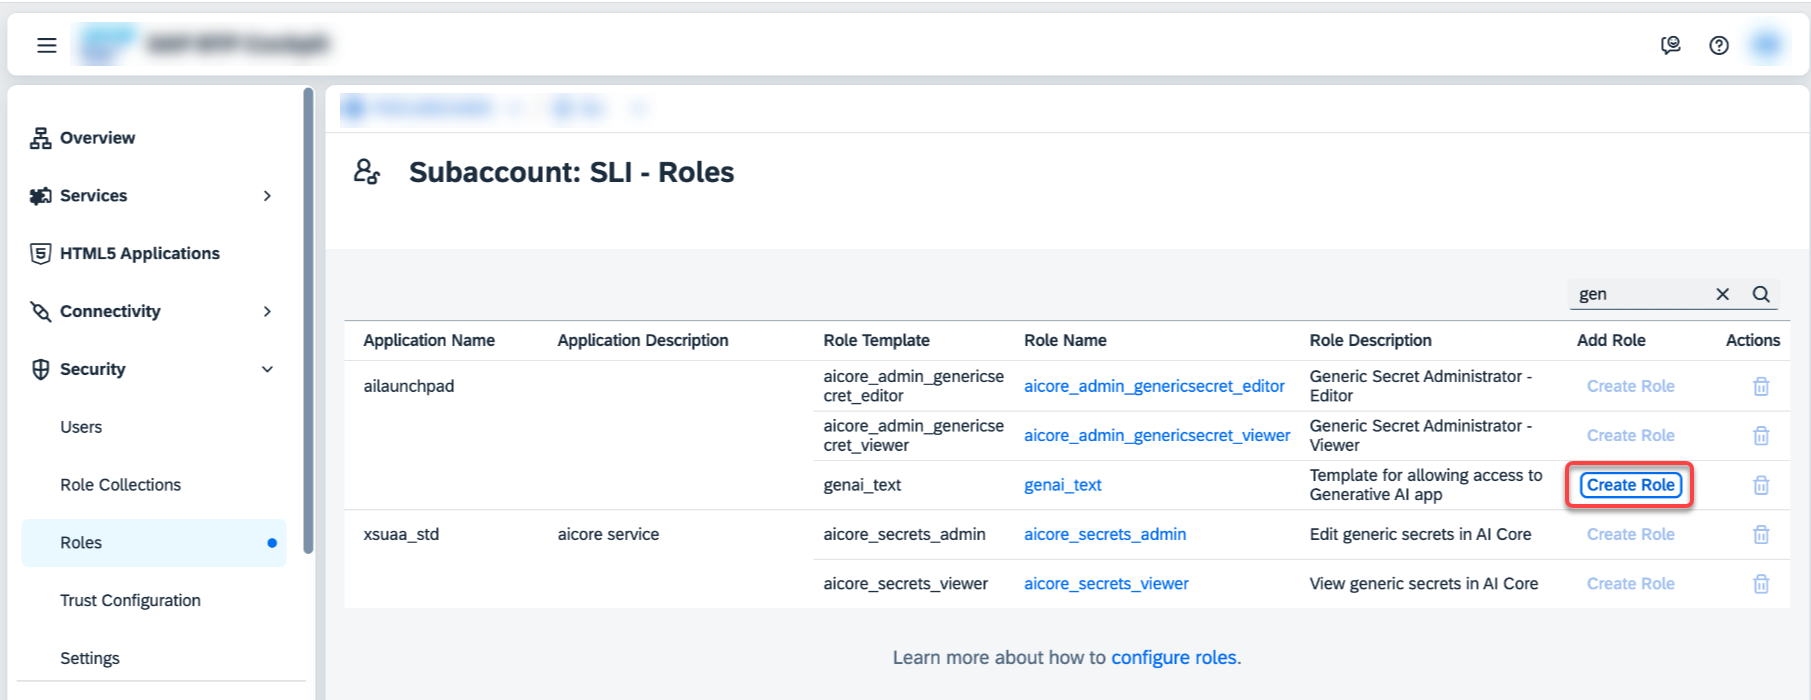 Overview
Services
HTML5 Applications
Connectivity
Security
Users
Role Collections
Roles
Trust Configuration
Settings
Subaccount: SLI - Roles
gen
Application Name Application Description Role Template Role Name Role Description Add Role Actions
ailaunchpad
aicore_admin_genericse
cret_editor
aicore_admin_genericsecret_editor
Generic Secret Administrator -
Editor
Create Role
aicore_admin_genericse
cret_viewer
aicore_admin_genericsecret_viewer
Generic Secret Administrator -
Viewer
Create Role
genai_text
genai_text
Template for allowing access to
Generative AI app
Create Role
xsuaa_std aicore service aicore_secrets_admin aicore_secrets_admin Edit generic secrets in AI Core Create Role
aicore_secrets_viewer aicore_secrets_viewer View generic secrets in AI Core Create Role
Learn more about how to configure roles.